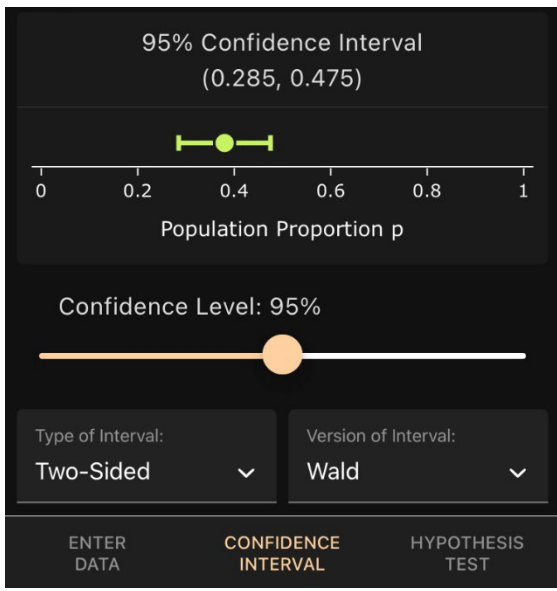 95% Confidence Interval
(0.285, 0.475)
0 0.2 0.4 0.6 0.8 1
Population Proportion p
Confidence Level: 95%
Type of Interval:
Two-Sided
Version of Interval:
Wald
ENTER
DATA
CONFIDENCE
INTERVAL
HYPOTHESIS
TEST